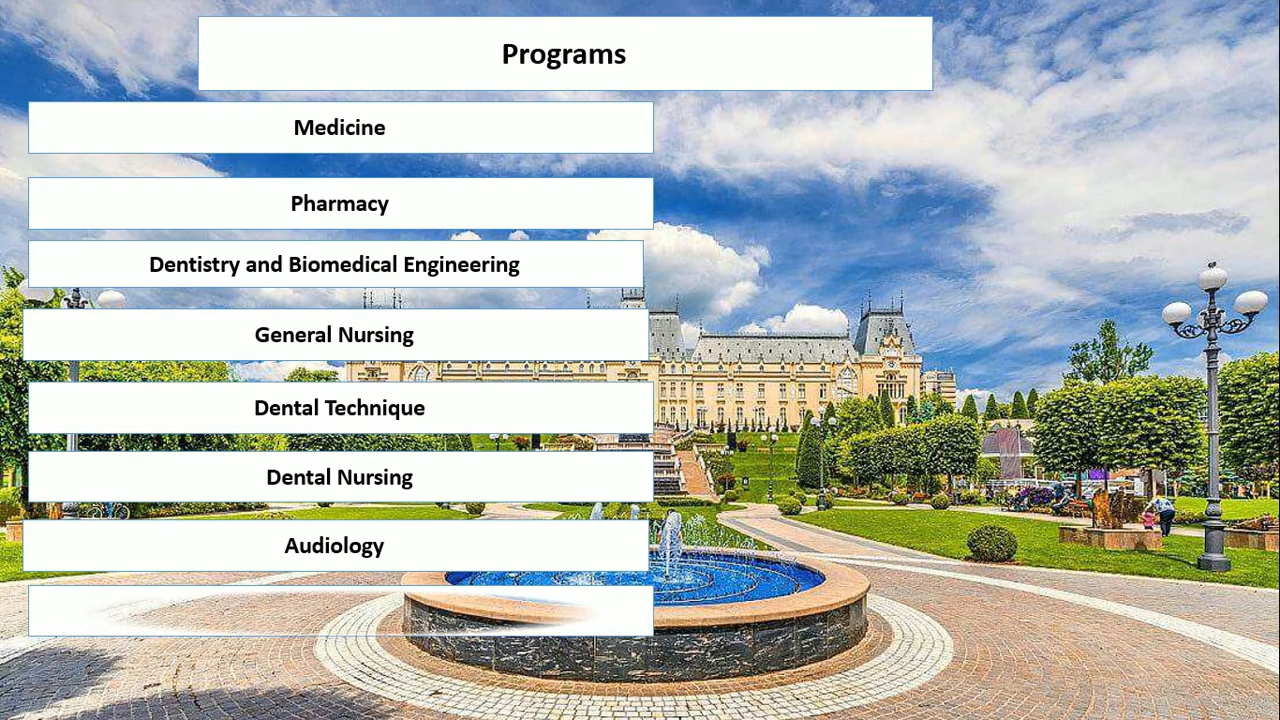 Programs
Medicine
Pharmacy
Dentistry and Biomedical Engineering
General Nursing
Dental Technique
Dental Nursing
Audiology